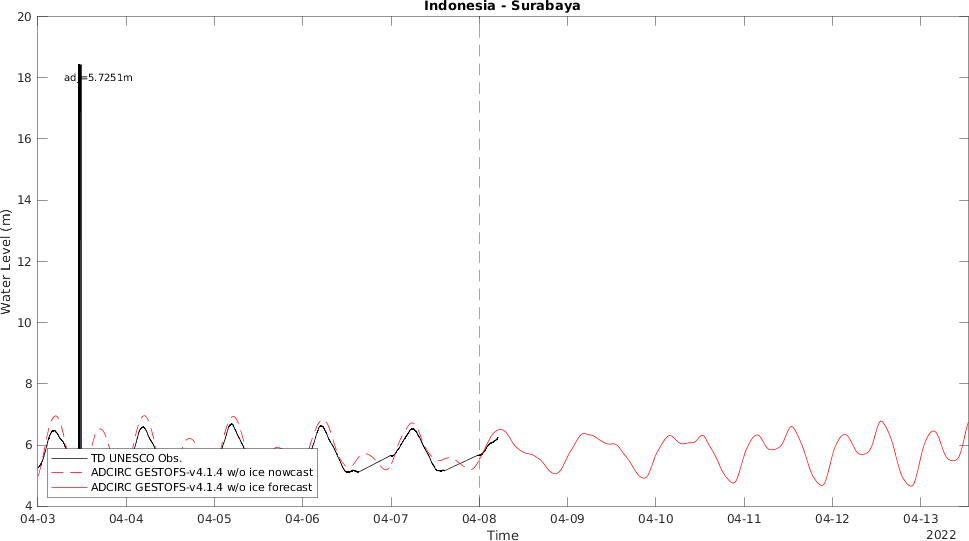 Indonesia - Surabaya
20
18
16
14
12
10
8
6
4
Water Level (m)
adj=5.7251m
TD UNESCO Obs.
ADCIRC GESTOFS-v4.1.4 w/o ice nowcast
ADCIRC GESTOFS-v4.1.4 w/o ice forecast
04-03 04-04 04-05 04-06 04-07 04-08 04-09 04-10 04-11 04-12 04-13
Time
2022